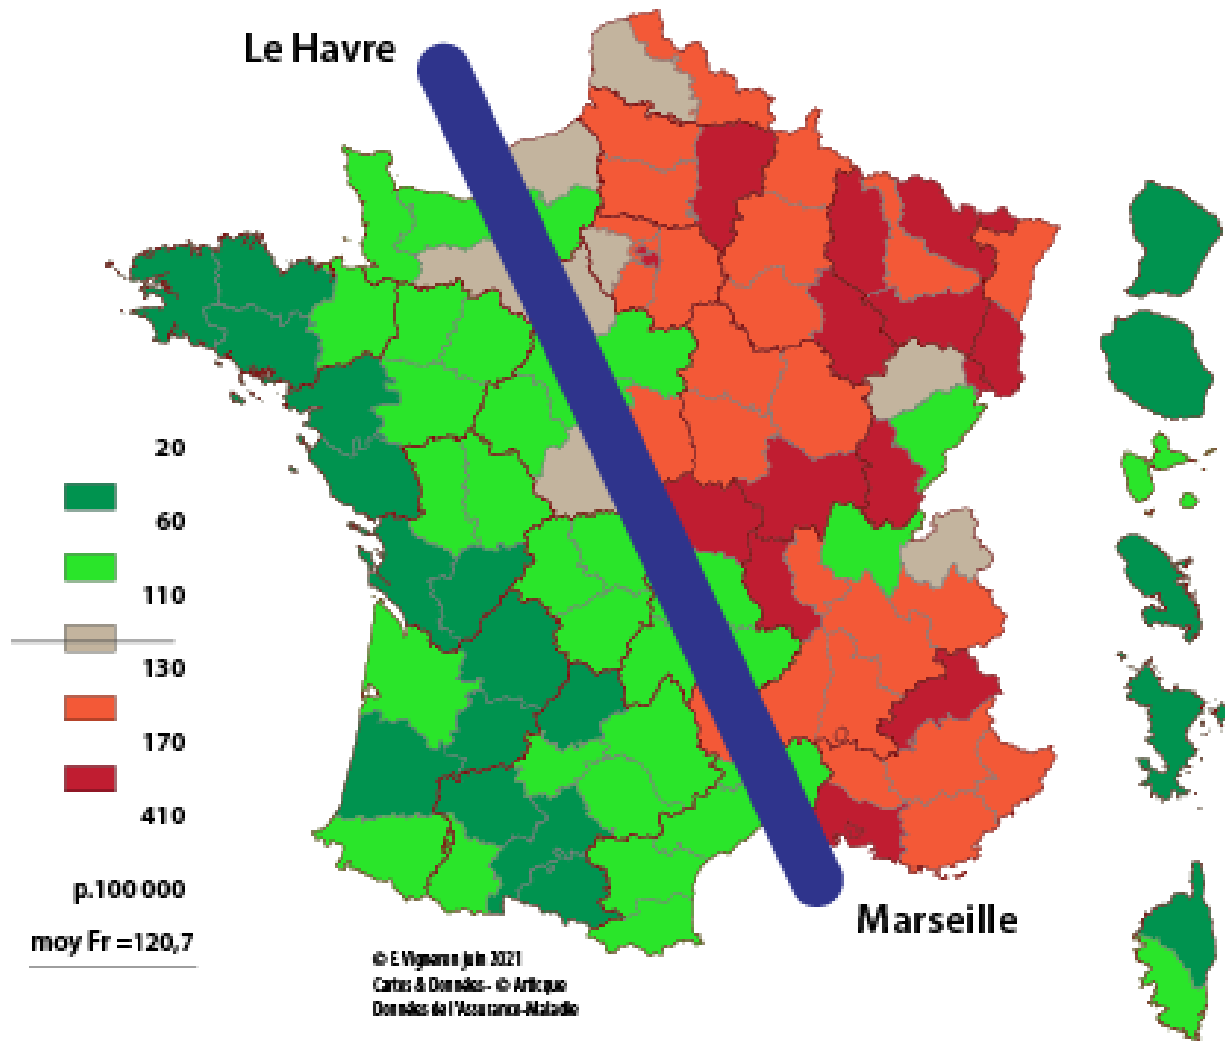 Le Havre
20
60
110
130
170
410
p.100 000
moy Fr =120,7
Marseille
© E Vigneron juin 2021
Cartes & Données - © Articque
Données de l'Assurance-Maladie